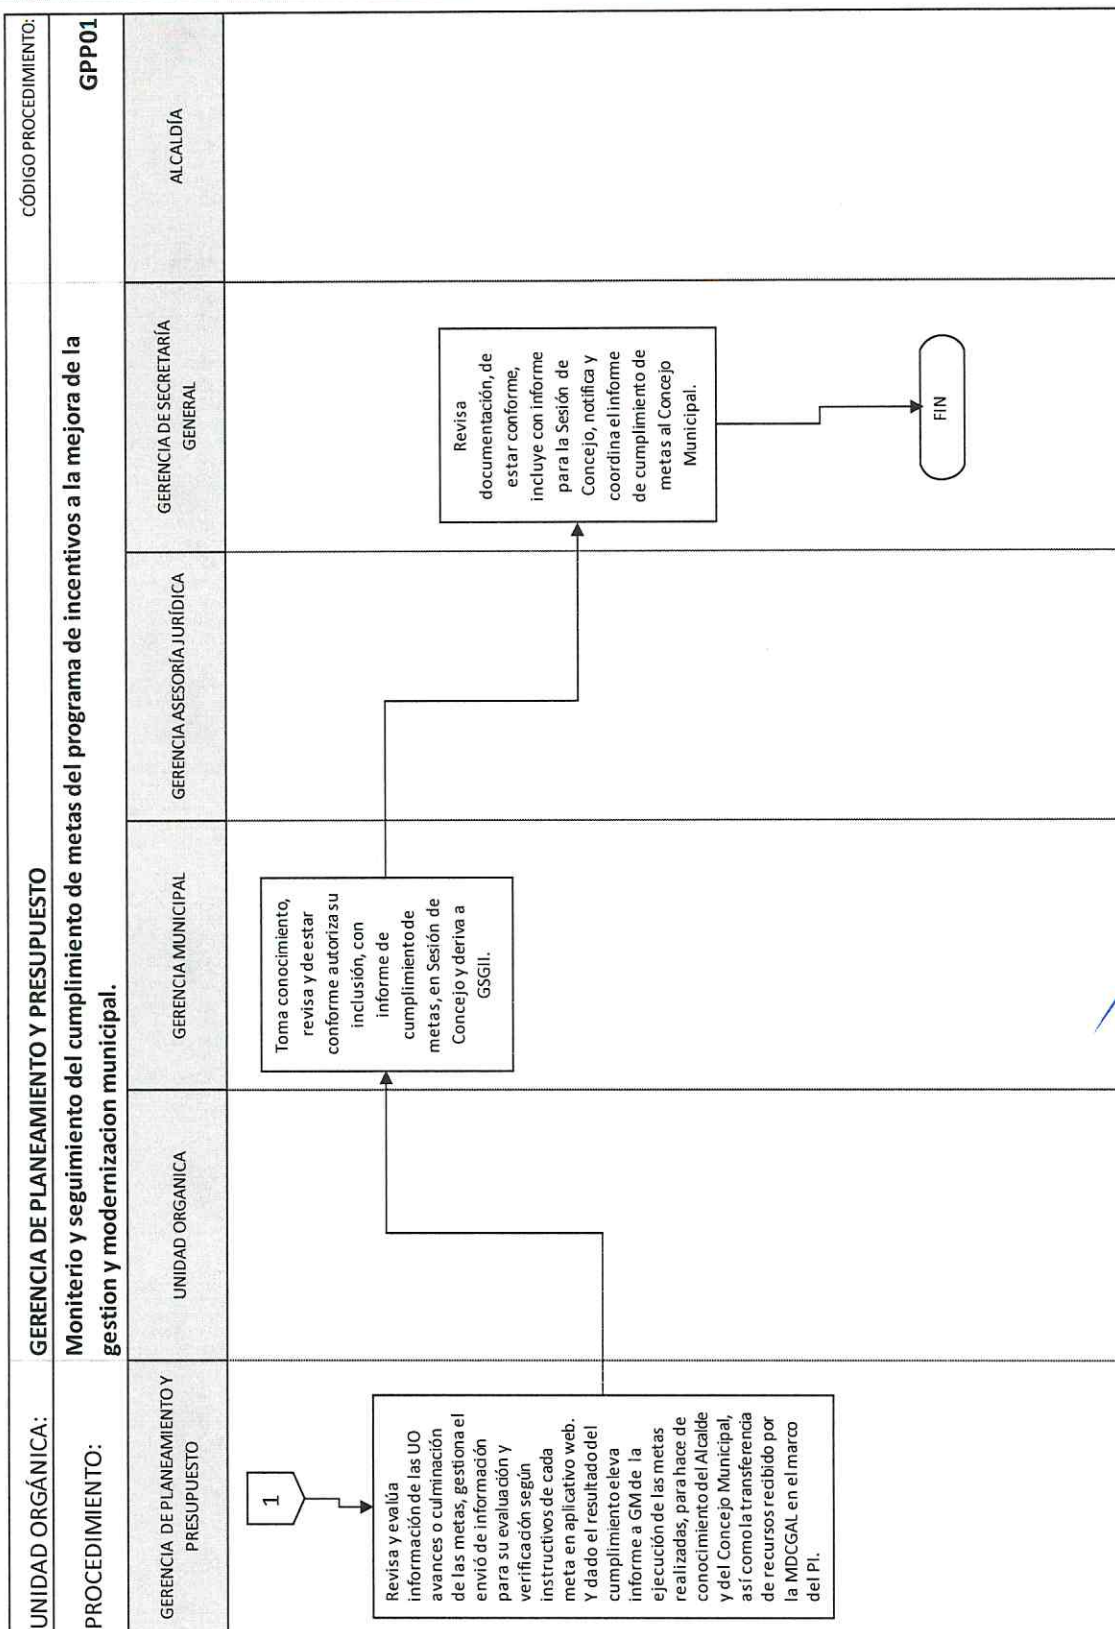 UNIDAD ORGÁNICA: GERENCIA DE PLANEAMIENTO Y PRESUPUESTO CÓDIGO PROCEDIMIENTO:
PROCEDIMIENTO: Moniterio y seguimiento del cumplimiento de metas del programa de incentivos a la mejora de la
gestion y modernizacion municipal.
GPP01
GERENCIA DE PLANEAMIENTO Y
PRESUPUESTO
UNIDAD ORGANICA
GERENCIA MUNICIPAL
GERENCIA ASESORÍA JURÍDICA
GERENCIA DE SECRETARÍA
GENERAL
ALCALDÍA
1
Revisa y evalúa
información de las UO
avances o culminación
de las metas, gestiona el
envió de información
para su evaluación y
verificación según
instructivos de cada
meta en aplicativo web.
Y dado el resultado del
cumplimiento eleva
informe a GM de la
ejecución de las metas
realizadas, para hace de
conocimiento del Alcalde
y del Concejo Municipal,
así como la transferencia
de recursos recibido por
la MDCGAL en el marco
del PI.
Toma conocimiento,
revisa y de estar
conforme autoriza su
inclusión, con
informe de
cumplimiento de
metas, en Sesión de
Concejo y deriva a
GSGII.
Revisa
documentación, de
estar conforme,
incluye con informe
para la Sesión de
Concejo, notifica y
coordina el informe
de cumplimiento de
metas al Concejo
Municipal.
FIN